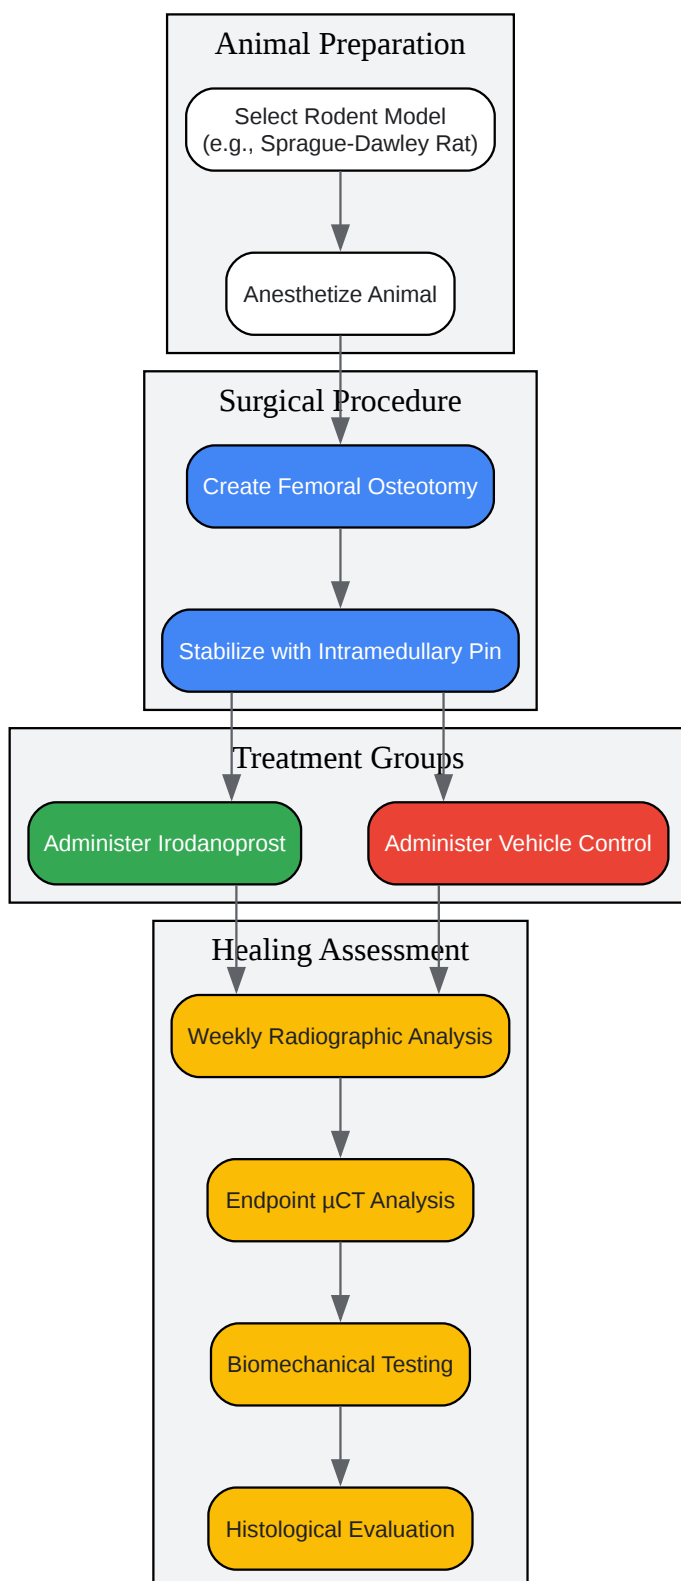 Animal Preparation
Select Rodent Model
(e.g., Sprague-Dawley Rat)
Anesthetize Animal
Surgical Procedure
Create Femoral Osteotomy
Stabilize with Intramedullary Pin
Treatment Groups
Administer Irodanoprost
Administer Vehicle Control
Healing Assessment
Weekly Radiographic Analysis
Endpoint µCT Analysis
Biomechanical Testing
Histological Evaluation